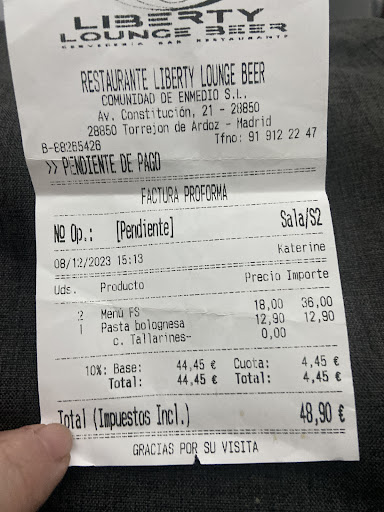 LIBERTY
LOUNGE BEER
CERVECERIA BAR RESTAURANTE
RESTAURANTE LIBERTY LOUNGE BEER
COMUNIDAD DE ENMEDIO S.L.
Av. Constitución, 21 - 28850
28850 Torrejon de Ardoz - Madrid
B-88265426 Tfno: 91 912 22 47
>> PENDIENTE DE PAGO
FACTURA PROFORMA
Nº Op.: [Pendiente] Sala/S2
08/12/2023 15:13 Katerine
Uds. Producto Precio Importe
2 Menú FS 18,00 36,00
1 Pasta bolognesa 12,90 12,90
c. Tallarines- 0,00
10%: Base: 44,45 € Cuota: 4,45 €
Total: 44,45 € Total: 4,45 €
Total (Impuestos Incl.) 48,90 €
GRACIAS POR SU VISITA